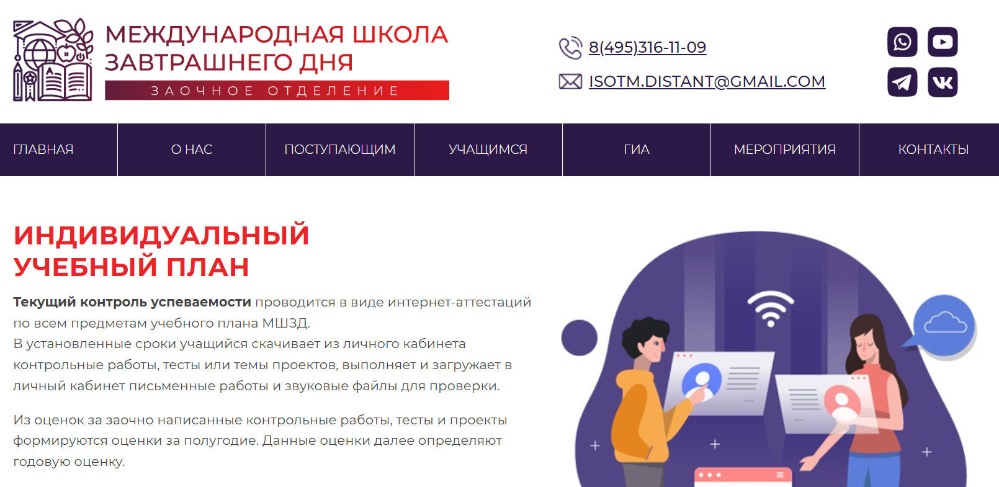 МЕЖДУНАРОДНАЯ ШКОЛА
ЗАВТРАШНЕГО ДНЯ
ЗАОЧНОЕ ОТДЕЛЕНИЕ
8(495)316-11-09
ISOTM.DISTANT@GMAIL.COM
ГЛАВНАЯ
О НАС
ПОСТУПАЮЩИМ
УЧАЩИМСЯ
ГИА
МЕРОПРИЯТИЯ
КОНТАКТЫ
ИНДИВИДУАЛЬНЫЙ
УЧЕБНЫЙ ПЛАН
Текущий контроль успеваемости проводится в виде интернет-аттестаций
по всем предметам учебного плана МШЗД.
В установленные сроки учащийся скачивает из личного кабинета
контрольные работы, тесты или темы проектов, выполняет и загружает в
личный кабинет письменные работы и звуковые файлы для проверки.
Из оценок за заочно написанные контрольные работы, тесты и проекты
формируются оценки за полугодие. Данные оценки далее определяют
годовую оценку.